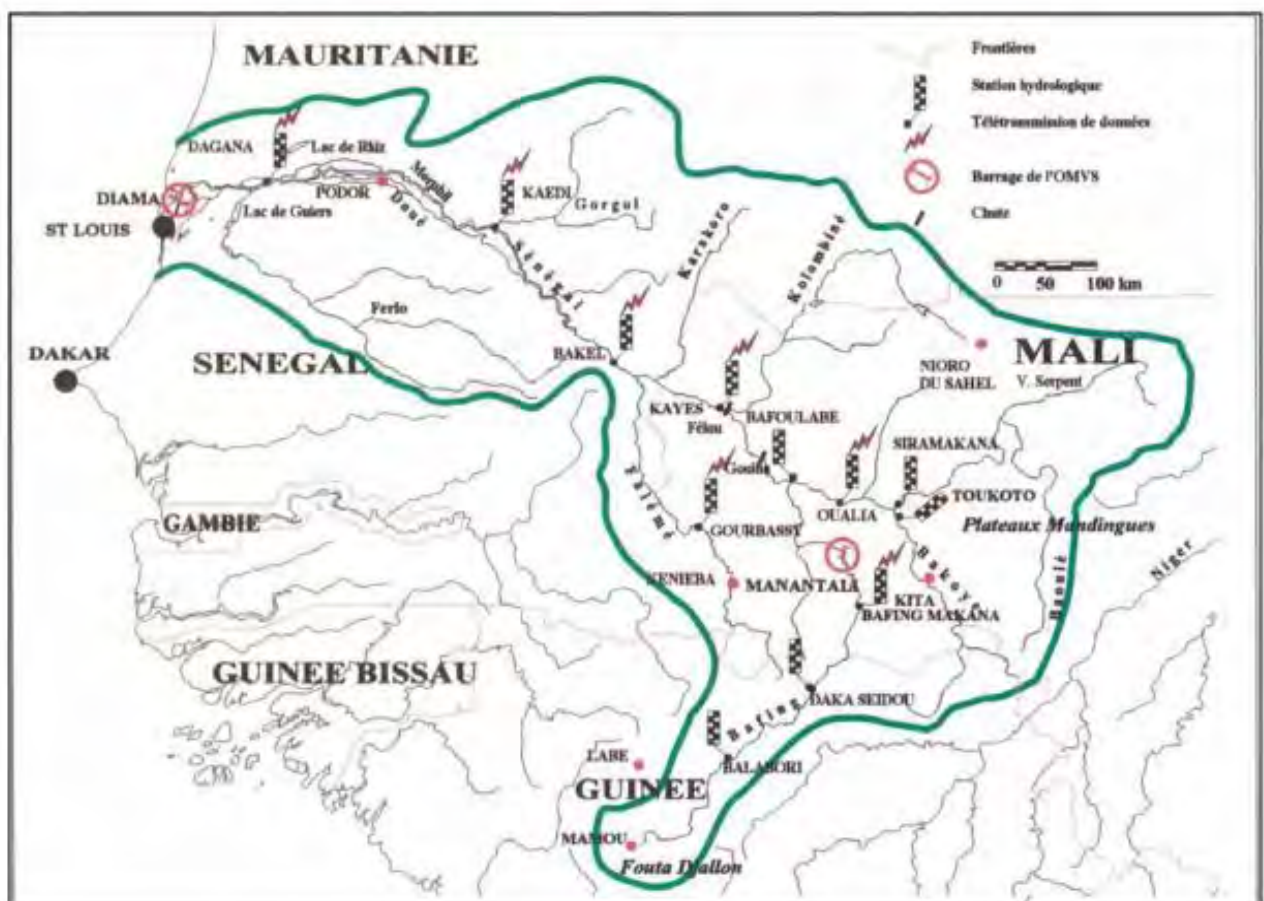 MAURITANIE
Frontières
Station hydrologique
Télétransmission de données
Barrage de l'OMVS
Chute
0 50 100 km
DAGANA
Lac de Rkiz
DIAMA
PODOR
Morphil
Doué
KAEDI
Gorgol
Lac de Guiers
ST LOUIS
Sénégal
Karakoro
Kolombiné
Ferlo
DAKAR
SENEGAL
BAKEL
MALI
NIORO
DU SAHEL
V. Serpent
KAYES
Félou
BAFOULABE
SIRAMAKANA
Gouina
Falémé
TOUKOTO
OUALIA
Plateaux Mandingues
GAMBIE
GOURBASSY
KENIEBA
MANANTALI
Bakoye
KITA
BAFING MAKANA
Baoulé
Niger
GUINEE BISSAU
DAKA SEIDOU
Bafing
LABE
BALABORI
GUINEE
MAMOU
Fouta Djallon